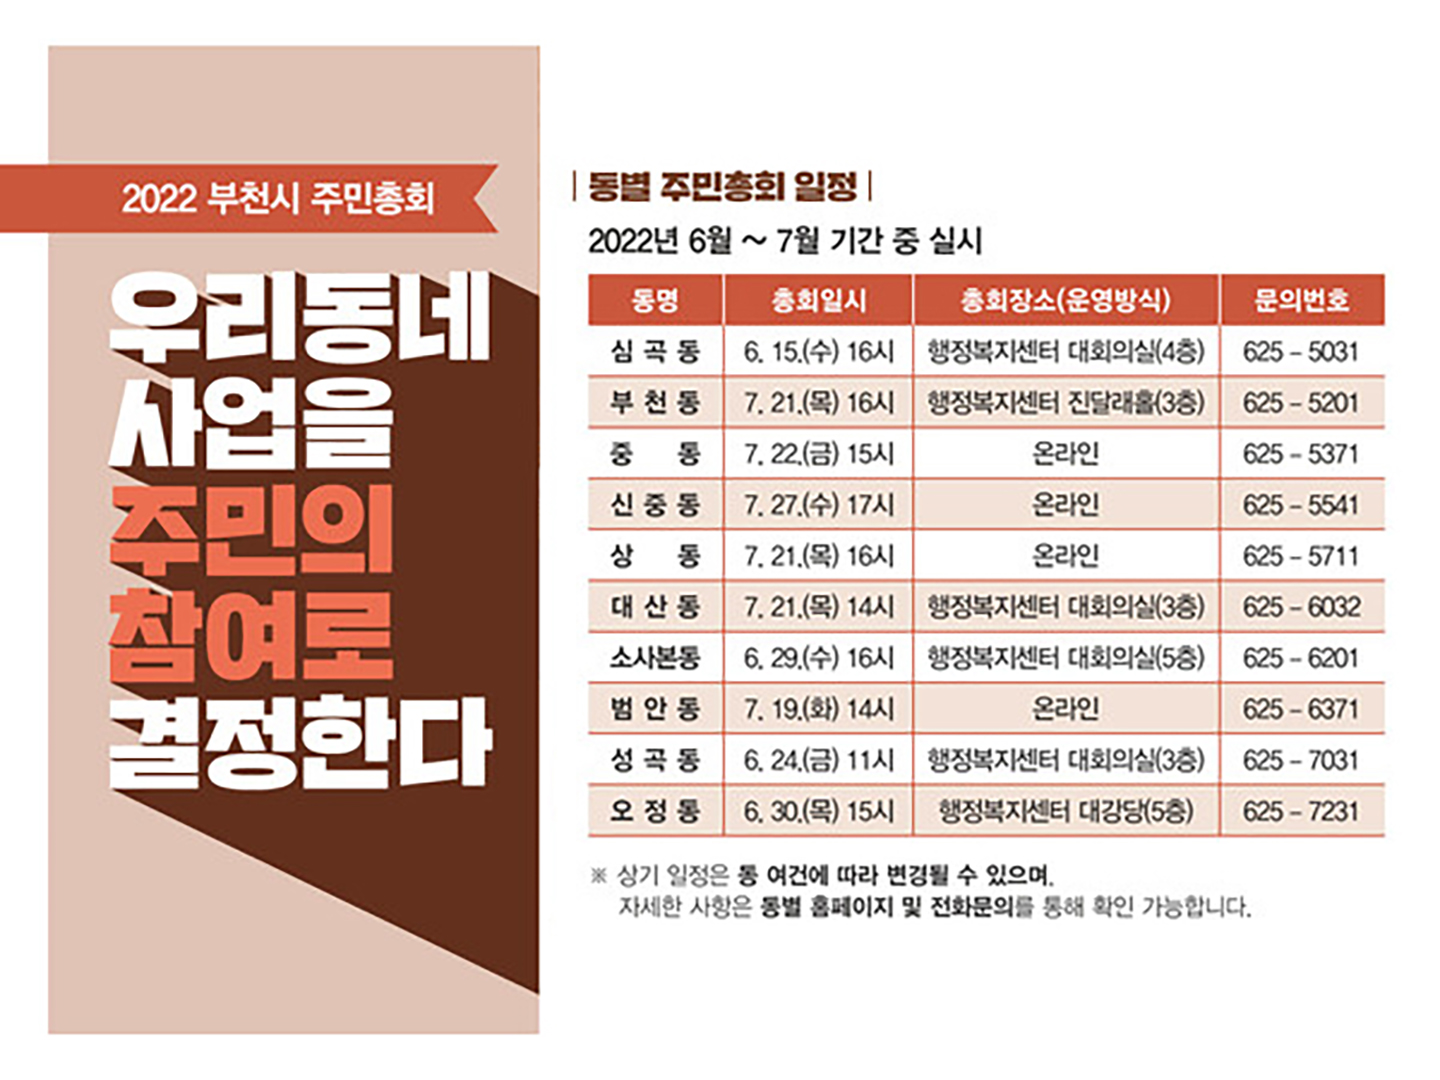 2022 부천시 주민총회
우리동네
사업을
주민의
참여로
결정한다
| 동별 주민총회 일정 |
2022년 6월 ~ 7월 기간 중 실시
동명 총회일시 총회장소(운영방식) 문의번호
심곡동 6. 15.(수) 16시 행정복지센터 대회의실(4층) 625 - 5031
부천동 7. 21.(목) 16시 행정복지센터 진달래홀(3층) 625 - 5201
중동 7. 22.(금) 15시 온라인 625 - 5371
신중동 7. 27.(수) 17시 온라인 625 - 5541
상동 7. 21.(목) 16시 온라인 625 - 5711
대산동 7. 21.(목) 14시 행정복지센터 대회의실(3층) 625 - 6032
소사본동 6. 29.(수) 16시 행정복지센터 대회의실(5층) 625 - 6201
범안동 7. 19.(화) 14시 온라인 625 - 6371
성곡동 6. 24.(금) 11시 행정복지센터 대회의실(3층) 625 - 7031
오정동 6. 30.(목) 15시 행정복지센터 대강당(5층) 625 - 7231
※ 상기 일정은 동 여건에 따라 변경될 수 있으며,
자세한 사항은 동별 홈페이지 및 전화문의를 통해 확인 가능합니다.